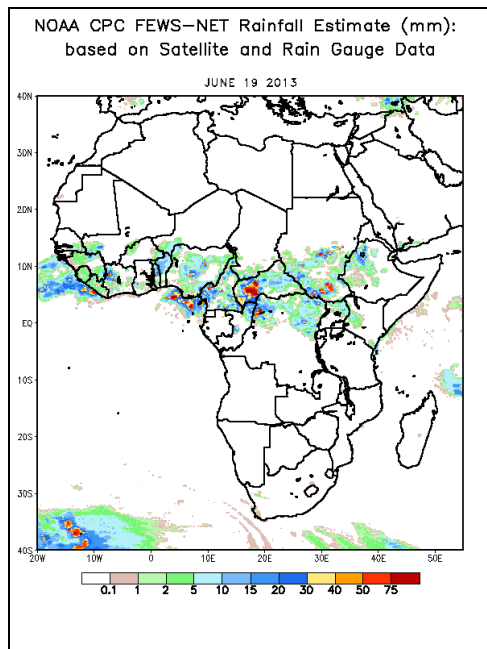 NOAA CPC FEWS-NET Rainfall Estimate (mm):
based on Satellite and Rain Gauge Data
JUNE 19 2013
40N
30N
20N
10N
EQ
10S
20S
30S
40S
20W 10W 0 10E 20E 30E 40E 50E
0.1 1 2 5 10 15 20 30 40 50 75